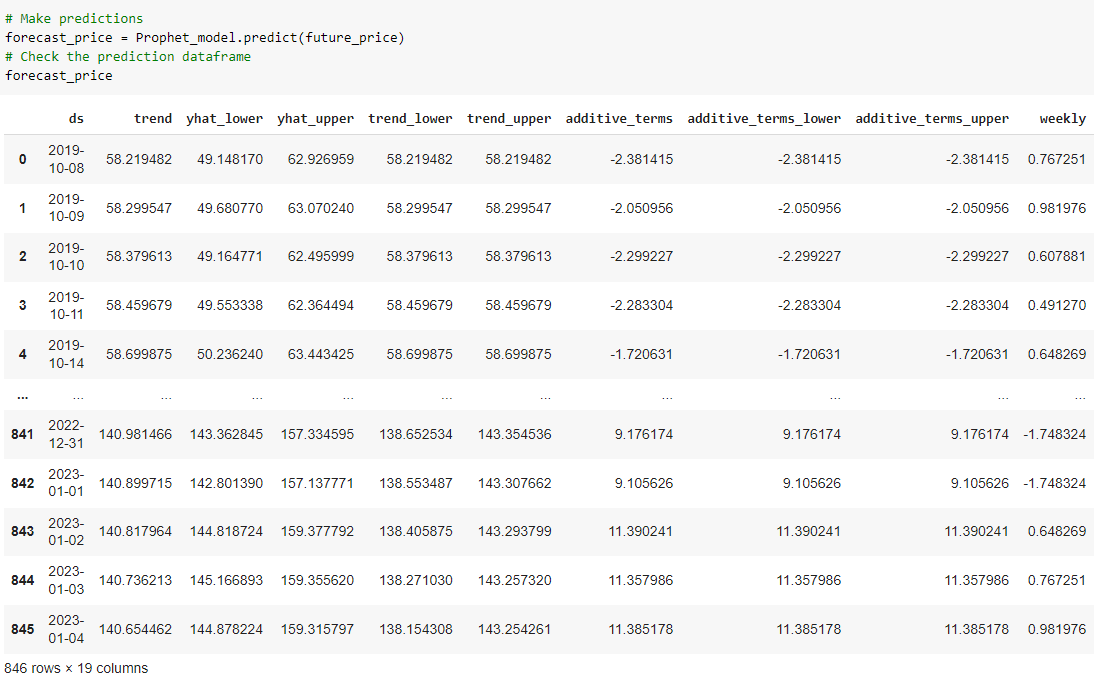 # Make predictions
forecast_price = Prophet_model.predict(future_price)
# Check the prediction dataframe
forecast_price
ds trend yhat_lower yhat_upper trend_lower trend_upper additive_terms additive_terms_lower additive_terms_upper weekly
0 2019-10-08 58.219482 49.148170 62.926959 58.219482 58.219482 -2.381415 -2.381415 -2.381415 0.767251
1 2019-10-09 58.299547 49.680770 63.070240 58.299547 58.299547 -2.050956 -2.050956 -2.050956 0.981976
2 2019-10-10 58.379613 49.164771 62.495999 58.379613 58.379613 -2.299227 -2.299227 -2.299227 0.607881
3 2019-10-11 58.459679 49.553338 62.364494 58.459679 58.459679 -2.283304 -2.283304 -2.283304 0.491270
4 2019-10-14 58.699875 50.236240 63.443425 58.699875 58.699875 -1.720631 -1.720631 -1.720631 0.648269
... ... ... ... ... ... ... ... ... ... ...
841 2022-12-31 140.981466 143.362845 157.334595 138.652534 143.354536 9.176174 9.176174 9.176174 -1.748324
842 2023-01-01 140.899715 142.801390 157.137771 138.553487 143.307662 9.105626 9.105626 9.105626 -1.748324
843 2023-01-02 140.817964 144.818724 159.377792 138.405875 143.293799 11.390241 11.390241 11.390241 0.648269
844 2023-01-03 140.736213 145.166893 159.355620 138.271030 143.257320 11.357986 11.357986 11.357986 0.767251
845 2023-01-04 140.654462 144.878224 159.315797 138.154308 143.254261 11.385178 11.385178 11.385178 0.981976
846 rows × 19 columns